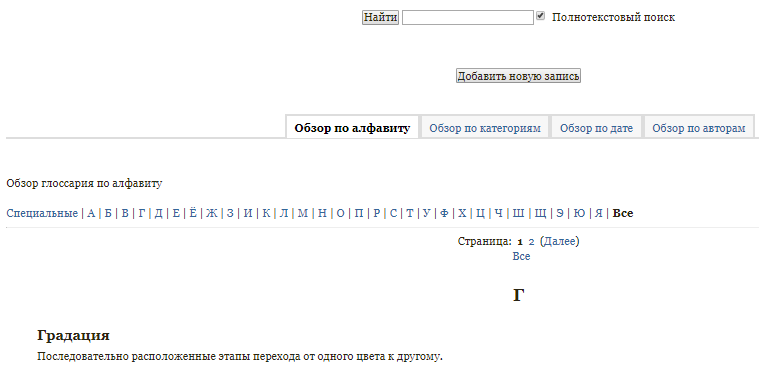 Найти Полнотекстовый поиск
Добавить новую запись
Обзор по алфавиту Обзор по категориям Обзор по дате Обзор по авторам
Обзор глоссария по алфавиту
Специальные | А | Б | В | Г | Д | Е | Ё | Ж | З | И | К | Л | М | Н | О | П | Р | С | Т | У | Ф | Х | Ц | Ч | Ш | Щ | Э | Ю | Я | Все
Страница: 1 2 (Далее)
Все
Г
Градация
Последовательно расположенные этапы перехода от одного цвета к другому.